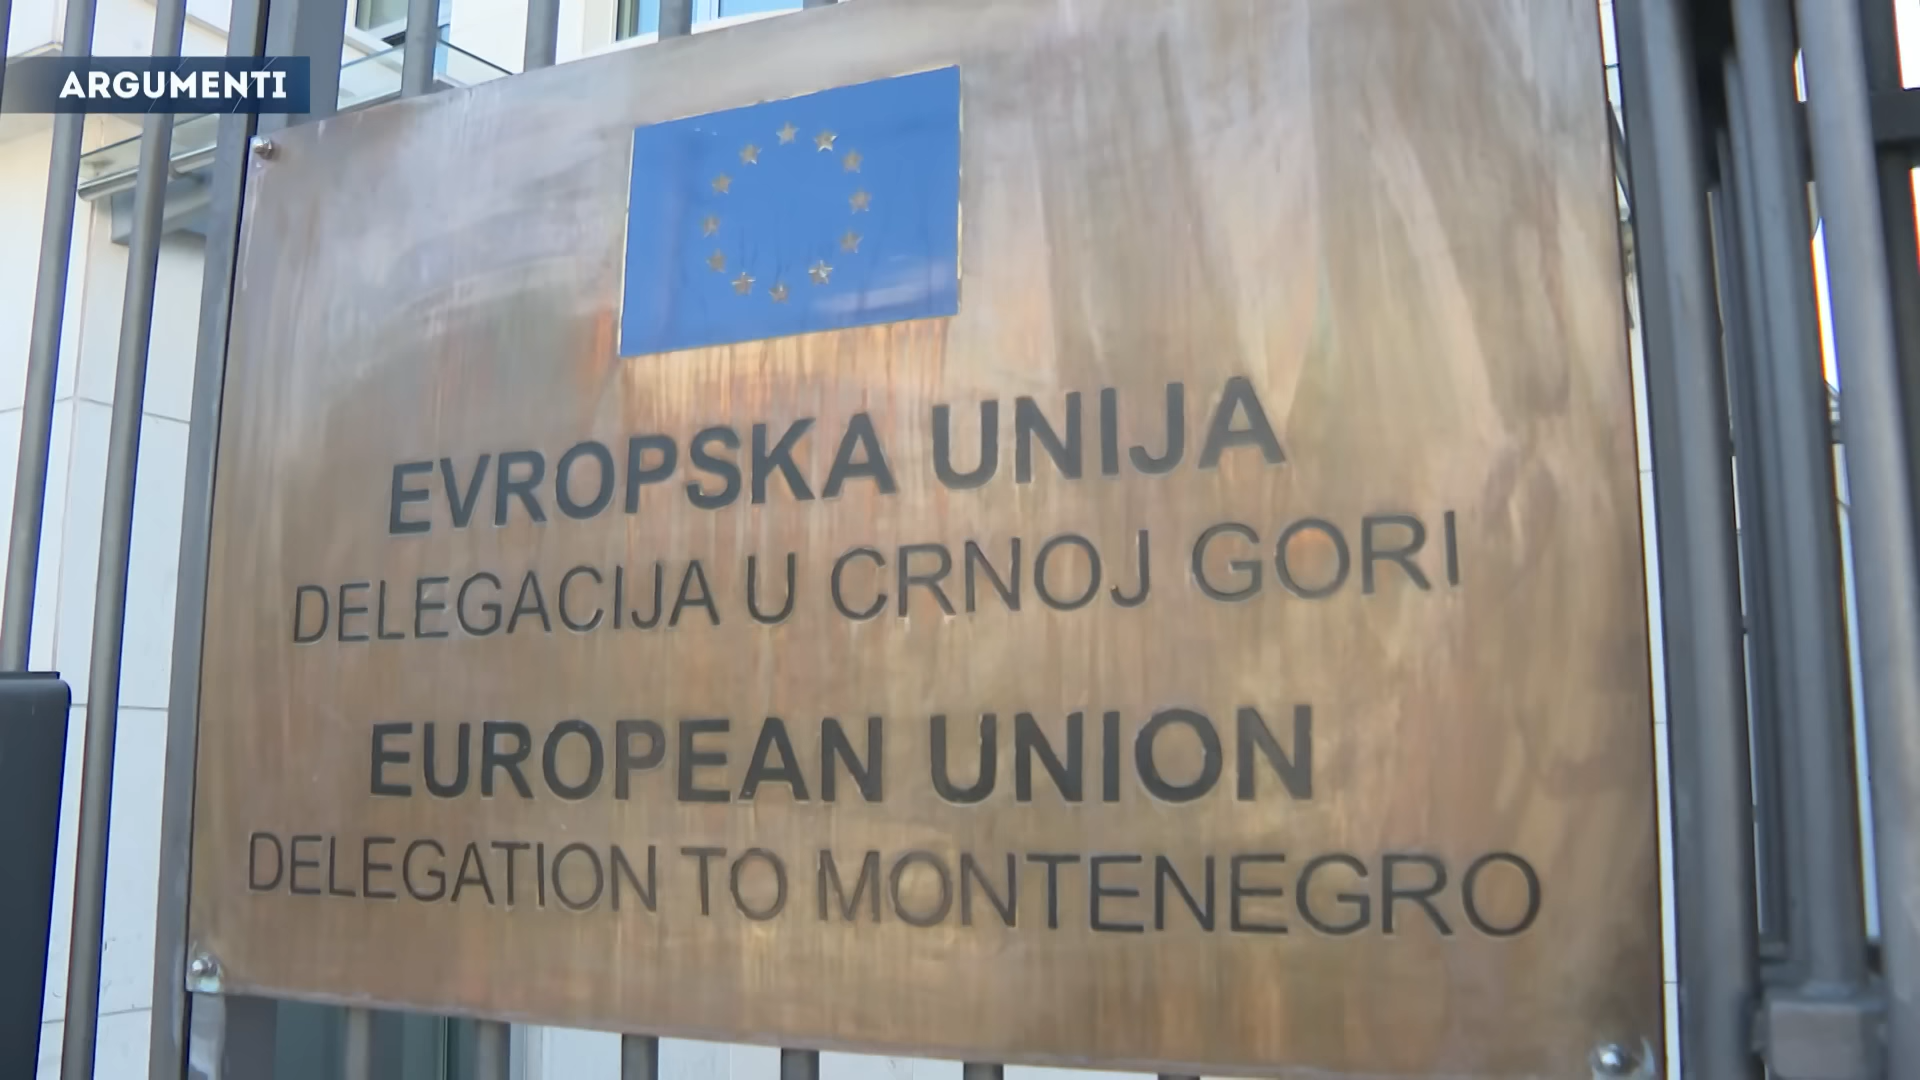 ARGUMENTI
EVROPSKA UNIJA
DELEGACIJA U CRNOJ GORI
EUROPEAN UNION
DELEGATION TO MONTENEGRO